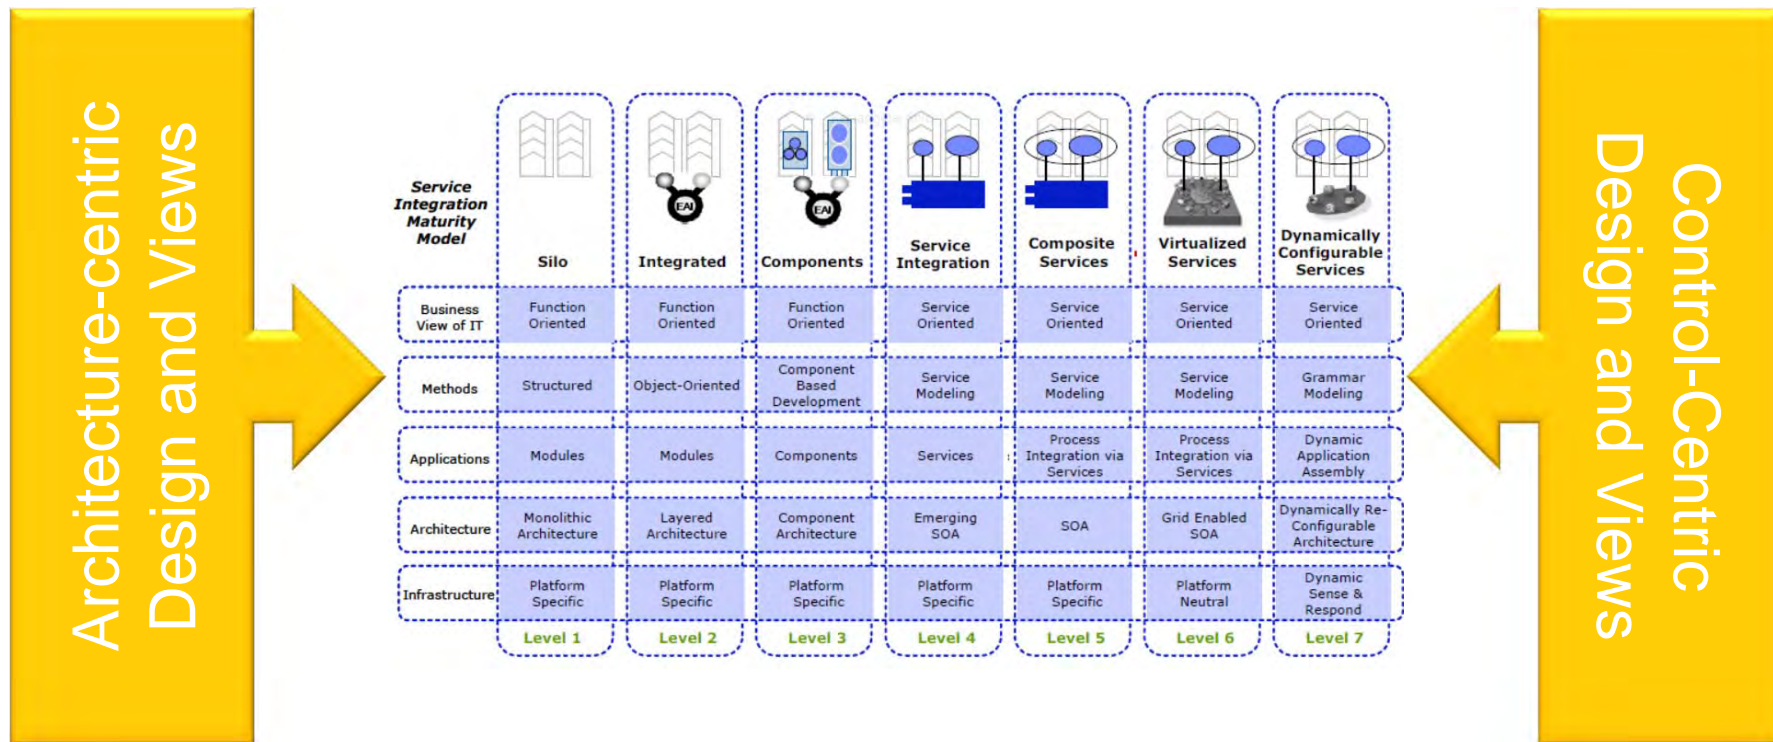 Architecture-centric
Design and Views
Service
Integration
Maturity
Model
Silo
Integrated
Components
Service
Integration
Composite
Services
Virtualized
Services
Dynamically
Configurable
Services
EAI
EAI
Business
View of IT
Function
Oriented
Function
Oriented
Function
Oriented
Service
Oriented
Service
Oriented
Service
Oriented
Service
Oriented
Methods
Structured
Object-Oriented
Component
Based
Development
Service
Modeling
Service
Modeling
Service
Modeling
Grammar
Modeling
Applications
Modules
Modules
Components
Services
Process
Integration via
Services
Process
Integration via
Services
Dynamic
Application
Assembly
Architecture
Monolithic
Architecture
Layered
Architecture
Component
Architecture
Emerging
SOA
SOA
Grid Enabled
SOA
Dynamically Re-
Configurable
Architecture
Infrastructure
Platform
Specific
Platform
Specific
Platform
Specific
Platform
Specific
Platform
Specific
Platform
Neutral
Dynamic
Sense &
Respond
Level 1
Level 2
Level 3
Level 4
Level 5
Level 6
Level 7
Control-Centric
Design and Views